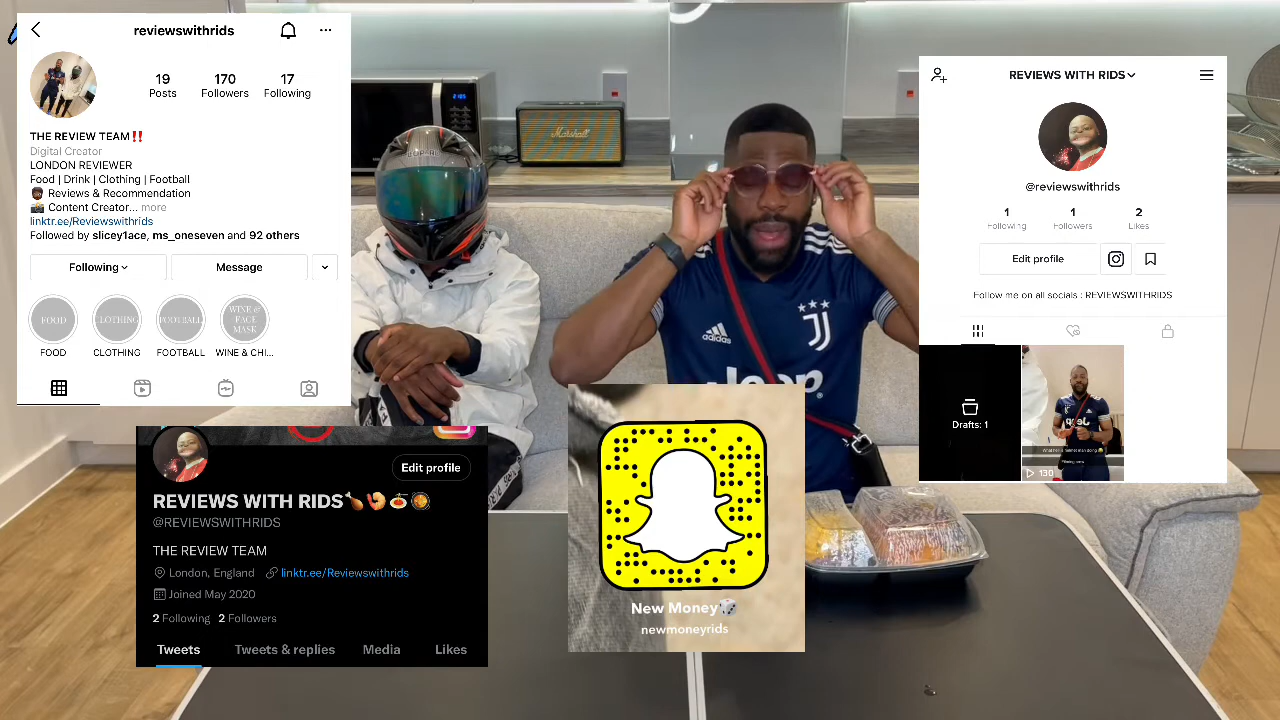 reviewswithrids
19 170 17
Posts Followers Following
THE REVIEW TEAM‼️
Digital Creator
LONDON REVIEWER
Food | Drink | Clothing | Football
Reviews & Recommendation
Content Creator... more
linktr.ee/Reviewswithrids
Followed by slicey1ace, ms_oneseven and 92 others
Following Message
FOOD LOTHING FOOTBALL WINE & FACE MASK
FOOD CLOTHING FOOTBALL WINE & CHI...
Marshall
adidas
Jeep
REVIEWS WITH RIDS
@reviewswithrids
1 1 2
Following Followers Likes
Edit profile
Follow me on all socials : REVIEWSWITHRIDS
Drafts: 1
130
Edit profile
REVIEWS WITH RIDS
@REVIEWSWITHRIDS
THE REVIEW TEAM
London, England linktr.ee/Reviewswithrids
Joined May 2020
2 Following 2 Followers
Tweets Tweets & replies Media Likes
New Money
newmoneyrids